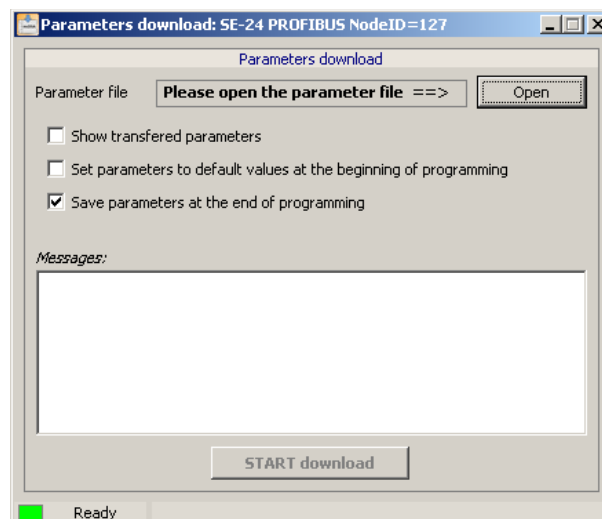 Parameters download: SE-24 PROFIBUS NodeID=127
Parameters download
Parameter file Please open the parameter file ==> Open
Show transfered parameters
Set parameters to default values at the beginning of programming
Save parameters at the end of programming
Messages:
START download
Ready